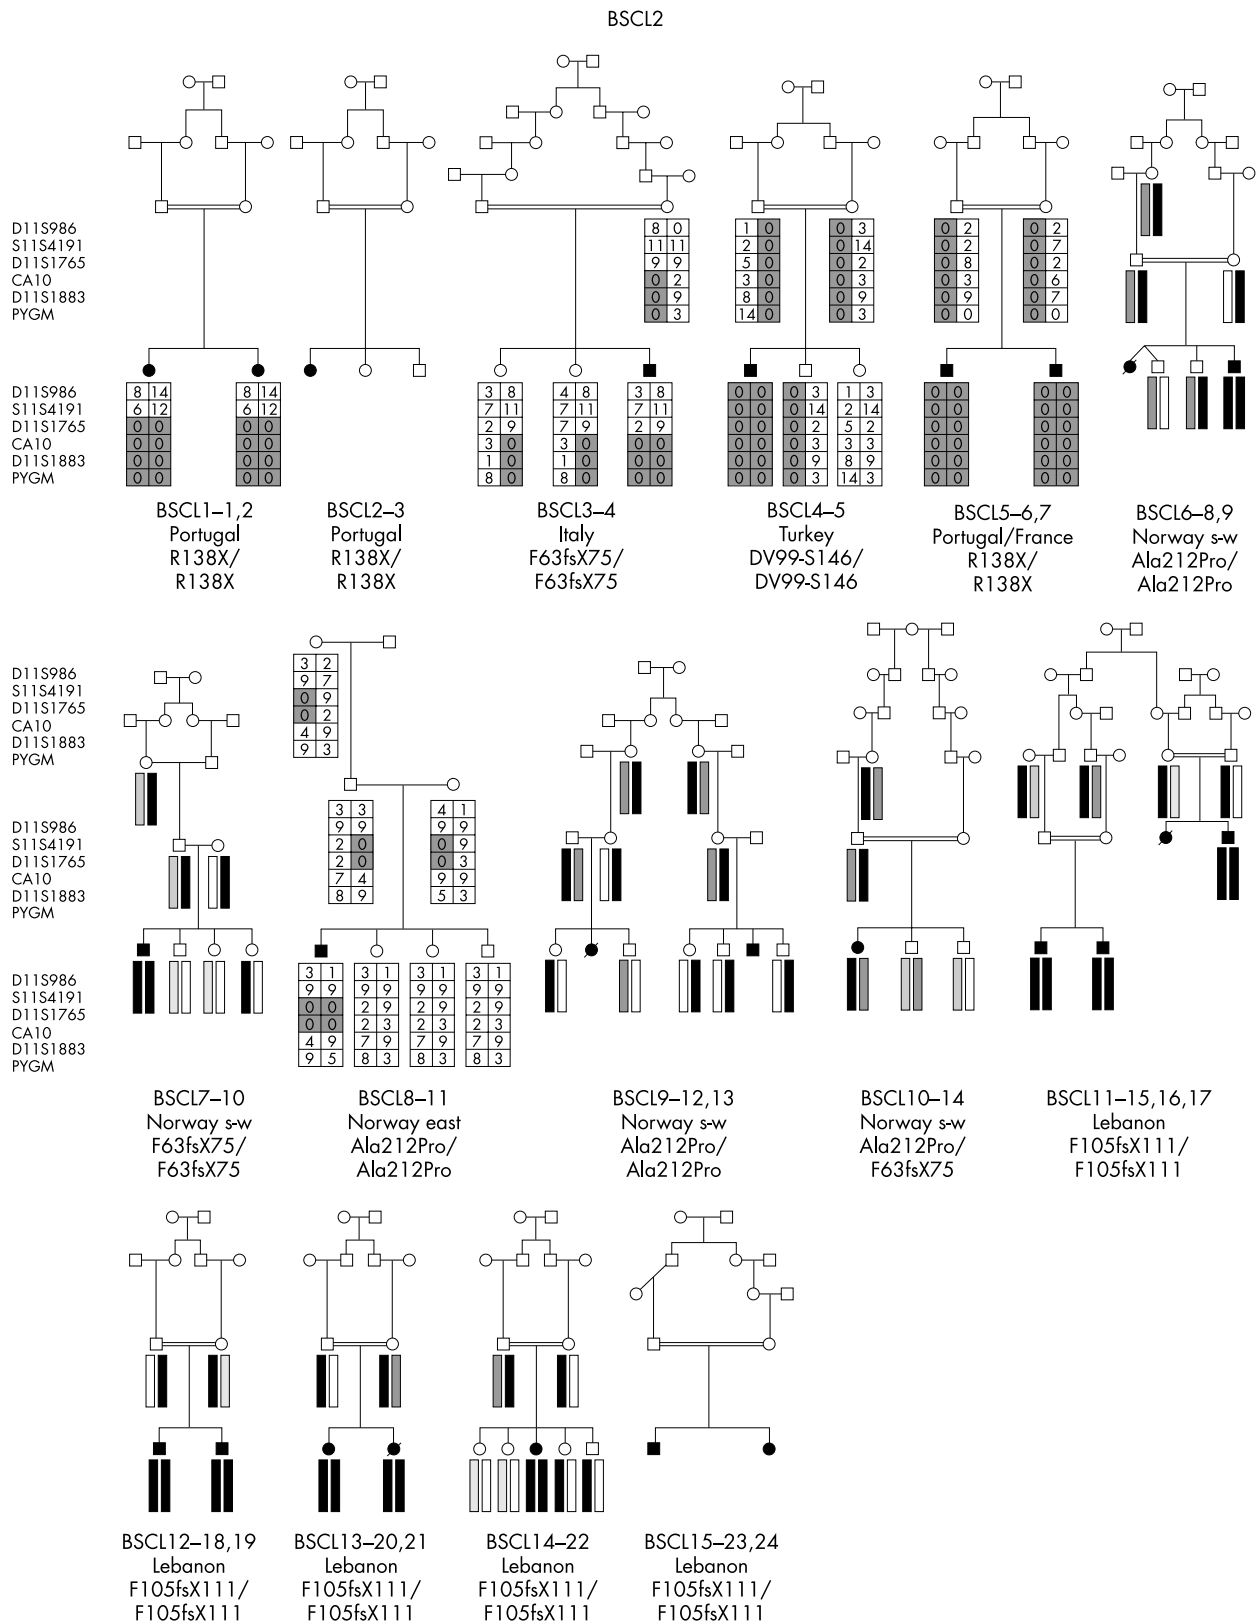 BSCL2
D11S986 8 0 1 0 0 3 0 2 0 2
S11S4191 11 11 2 0 0 14 0 2 0 7
D11S1765 9 9 5 0 0 2 0 8 0 2
CA10 0 2 3 0 0 3 0 3 0 6
D11S1883 0 9 8 0 0 9 0 9 0 7
PYGM 0 3 14 0 0 3 0 0 0 0
D11S986 8 14 8 14 3 8 4 8 3 8 0 0 0 3 1 3 0 0 0 0
S11S4191 6 12 6 12 7 11 7 11 7 11 0 0 0 14 2 14 0 0 0 0
D11S1765 0 0 0 0 2 9 7 9 2 9 0 0 0 2 5 2 0 0 0 0
CA10 0 0 0 0 3 0 3 0 0 0 0 0 0 3 3 3 0 0 0 0
D11S1883 0 0 0 0 1 0 1 0 0 0 0 0 0 9 8 9 0 0 0 0
PYGM 0 0 0 0 8 0 8 0 0 0 0 0 0 3 14 3 0 0 0 0
BSCL1–1,2
Portugal
R138X/
R138X
BSCL2–3
Portugal
R138X/
R138X
BSCL3–4
Italy
F63fsX75/
F63fsX75
BSCL4–5
Turkey
DV99-S146/
DV99-S146
BSCL5–6,7
Portugal/France
R138X/
R138X
BSCL6–8,9
Norway s-w
Ala212Pro/
Ala212Pro
D11S986 3 2
S11S4191 9 7
D11S1765 0 9
CA10 0 2
D11S1883 4 9
PYGM 9 3
D11S986 3 3 4 1
S11S4191 9 9 9 9
D11S1765 2 0 0 9
CA10 2 0 0 3
D11S1883 7 4 9 9
PYGM 8 9 5 3
D11S986 3 1 3 1 3 1 3 1
S11S4191 9 9 9 9 9 9 9 9
D11S1765 0 0 2 9 2 9 2 9
CA10 0 0 2 3 2 3 2 3
D11S1883 4 9 7 9 7 9 7 9
PYGM 9 5 8 3 8 3 8 3
BSCL7–10
Norway s-w
F63fsX75/
F63fsX75
BSCL8–11
Norway east
Ala212Pro/
Ala212Pro
BSCL9–12,13
Norway s-w
Ala212Pro/
Ala212Pro
BSCL10–14
Norway s-w
Ala212Pro/
F63fsX75
BSCL11–15,16,17
Lebanon
F105fsX111/
F105fsX111
BSCL12–18,19
Lebanon
F105fsX111/
F105fsX111
BSCL13–20,21
Lebanon
F105fsX111/
F105fsX111
BSCL14–22
Lebanon
F105fsX111/
F105fsX111
BSCL15–23,24
Lebanon
F105fsX111/
F105fsX111